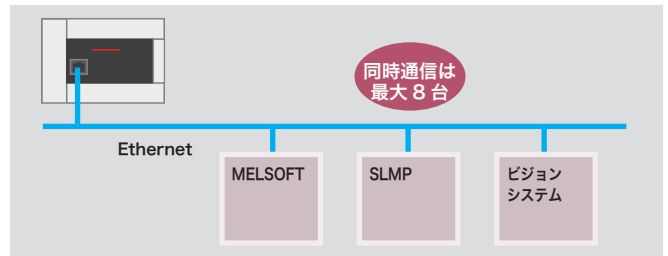 同時通信は
最大 8 台
Ethernet
MELSOFT
SLMP
ビジョン
システム